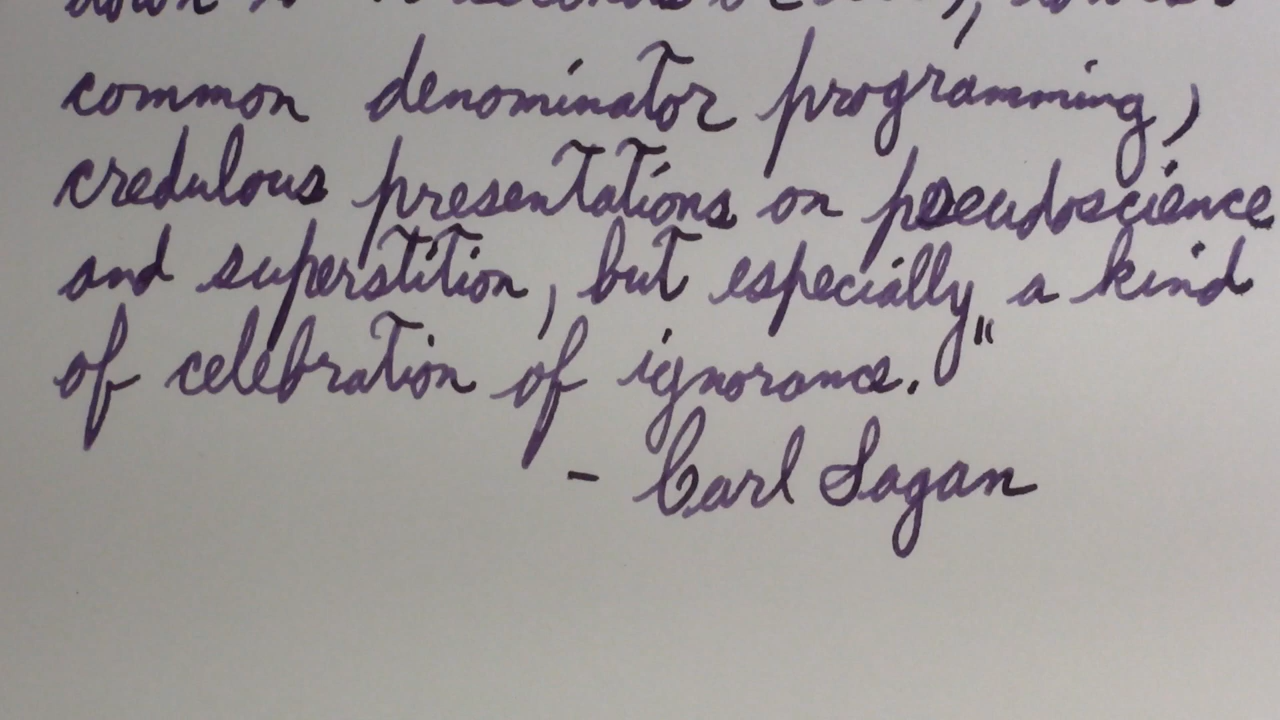 common denominator programming,
credulous presentations on pseudoscience
and superstition, but especially a kind
of celebration of ignorance."
- Carl Sagan